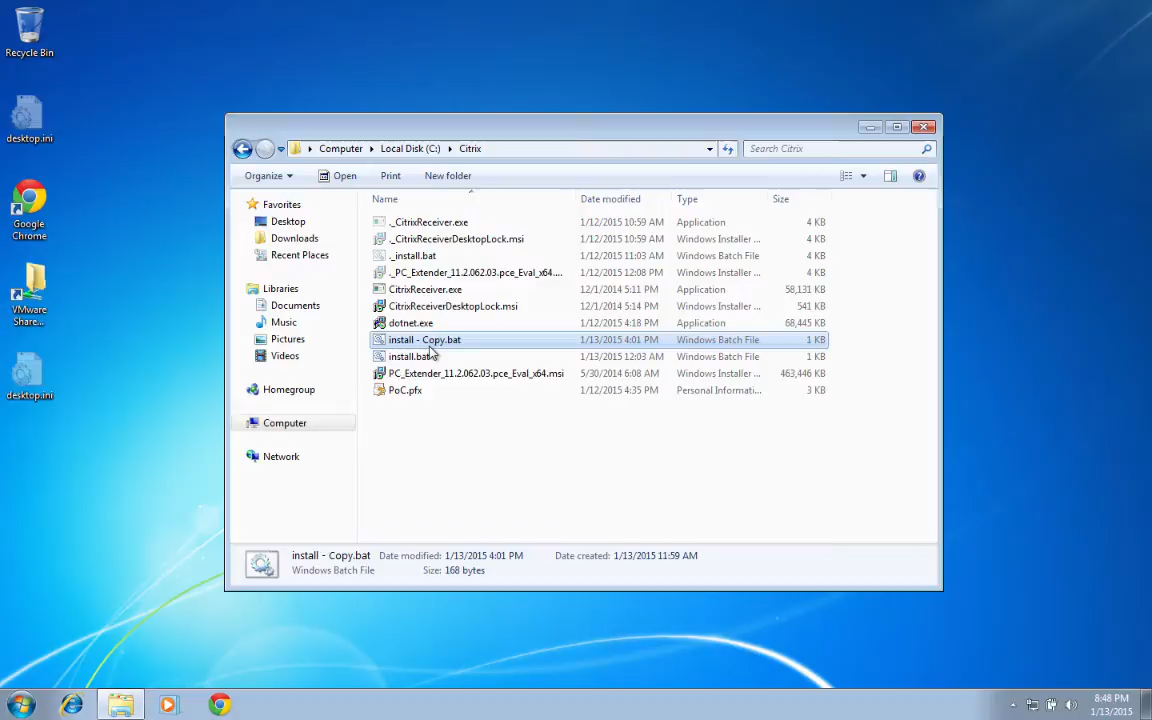 Recycle Bin
desktop.ini
Google
Chrome
VMware
Share...
desktop.ini
Computer Local Disk (C:) Citrix
Search Citrix
Organize Open Print New folder
Favorites
Desktop
Downloads
Recent Places
Libraries
Documents
Music
Pictures
Videos
Homegroup
Computer
Network
Name Date modified Type Size
._CitrixReceiver.exe 1/12/2015 10:59 AM Application 4 KB
._CitrixReceiverDesktopLock.msi 1/12/2015 10:59 AM Windows Installer ... 4 KB
._install.bat 1/12/2015 11:03 AM Windows Batch File 4 KB
._PC_Extender_11.2.062.03.pce_Eval_x64.... 1/12/2015 12:08 PM Windows Installer ... 4 KB
CitrixReceiver.exe 12/1/2014 5:11 PM Application 58,131 KB
CitrixReceiverDesktopLock.msi 12/1/2014 5:14 PM Windows Installer ... 541 KB
dotnet.exe 1/12/2015 4:18 PM Application 68,445 KB
install - Copy.bat 1/13/2015 4:01 PM Windows Batch File 1 KB
install.bat 1/13/2015 12:03 AM Windows Batch File 1 KB
PC_Extender_11.2.062.03.pce_Eval_x64.msi 5/30/2014 6:08 AM Windows Installer ... 463,446 KB
PoC.pfx 1/12/2015 4:35 PM Personal Informati... 3 KB
install - Copy.bat Date modified: 1/13/2015 4:01 PM Date created: 1/13/2015 11:59 AM
Windows Batch File Size: 168 bytes
8:48 PM
1/13/2015